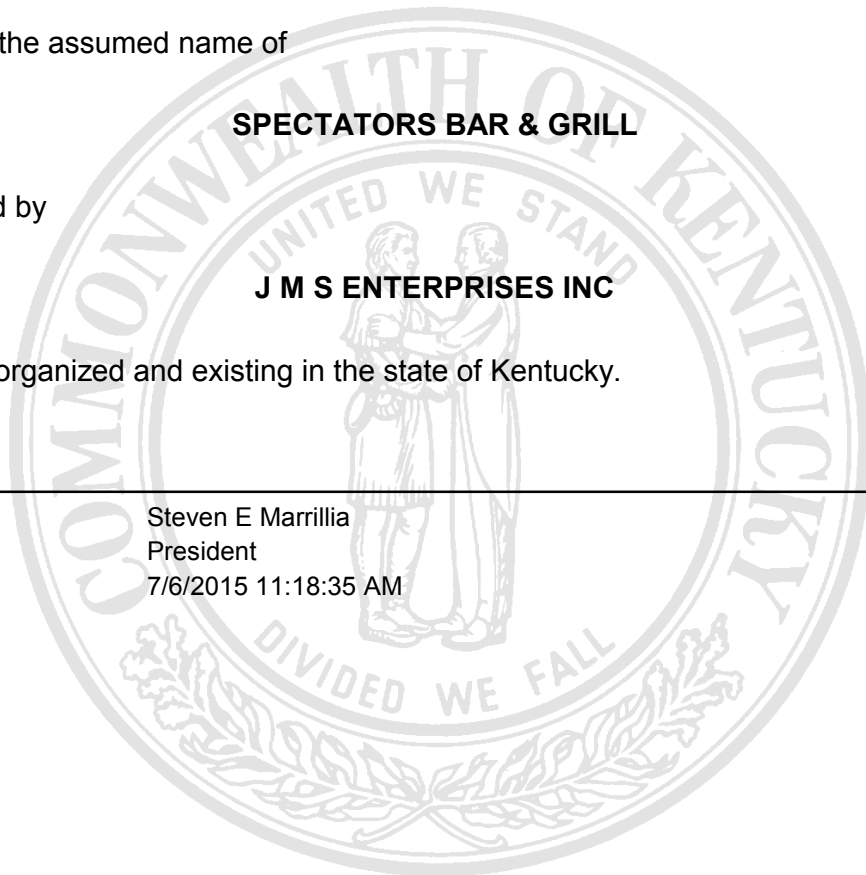 the assumed name of
SPECTATORS BAR & GRILL
d by
J M S ENTERPRISES INC
organized and existing in the state of Kentucky.
Steven E Marrillia
President
7/6/2015 11:18:35 AM
COMMONWEALTH OF KENTUCKY
UNITED WE STAND
DIVIDED WE FALL